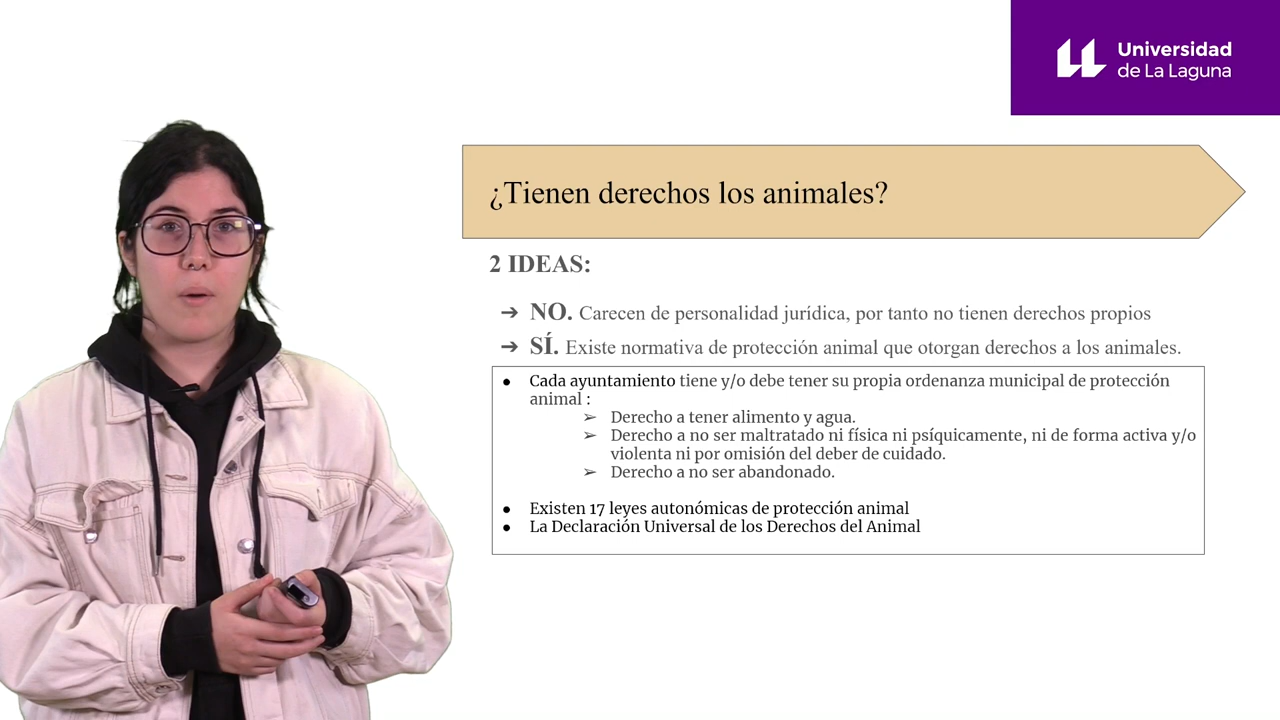 Universidad
de La Laguna
¿Tienen derechos los animales?
2 IDEAS:
➔ NO. Carecen de personalidad jurídica, por tanto no tienen derechos propios
➔ SÍ. Existe normativa de protección animal que otorgan derechos a los animales.
● Cada ayuntamiento tiene y/o debe tener su propia ordenanza municipal de protección
animal :
➢ Derecho a tener alimento y agua.
➢ Derecho a no ser maltratado ni física ni psíquicamente, ni de forma activa y/o
violenta ni por omisión del deber de cuidado.
➢ Derecho a no ser abandonado.
● Existen 17 leyes autonómicas de protección animal
● La Declaración Universal de los Derechos del Animal